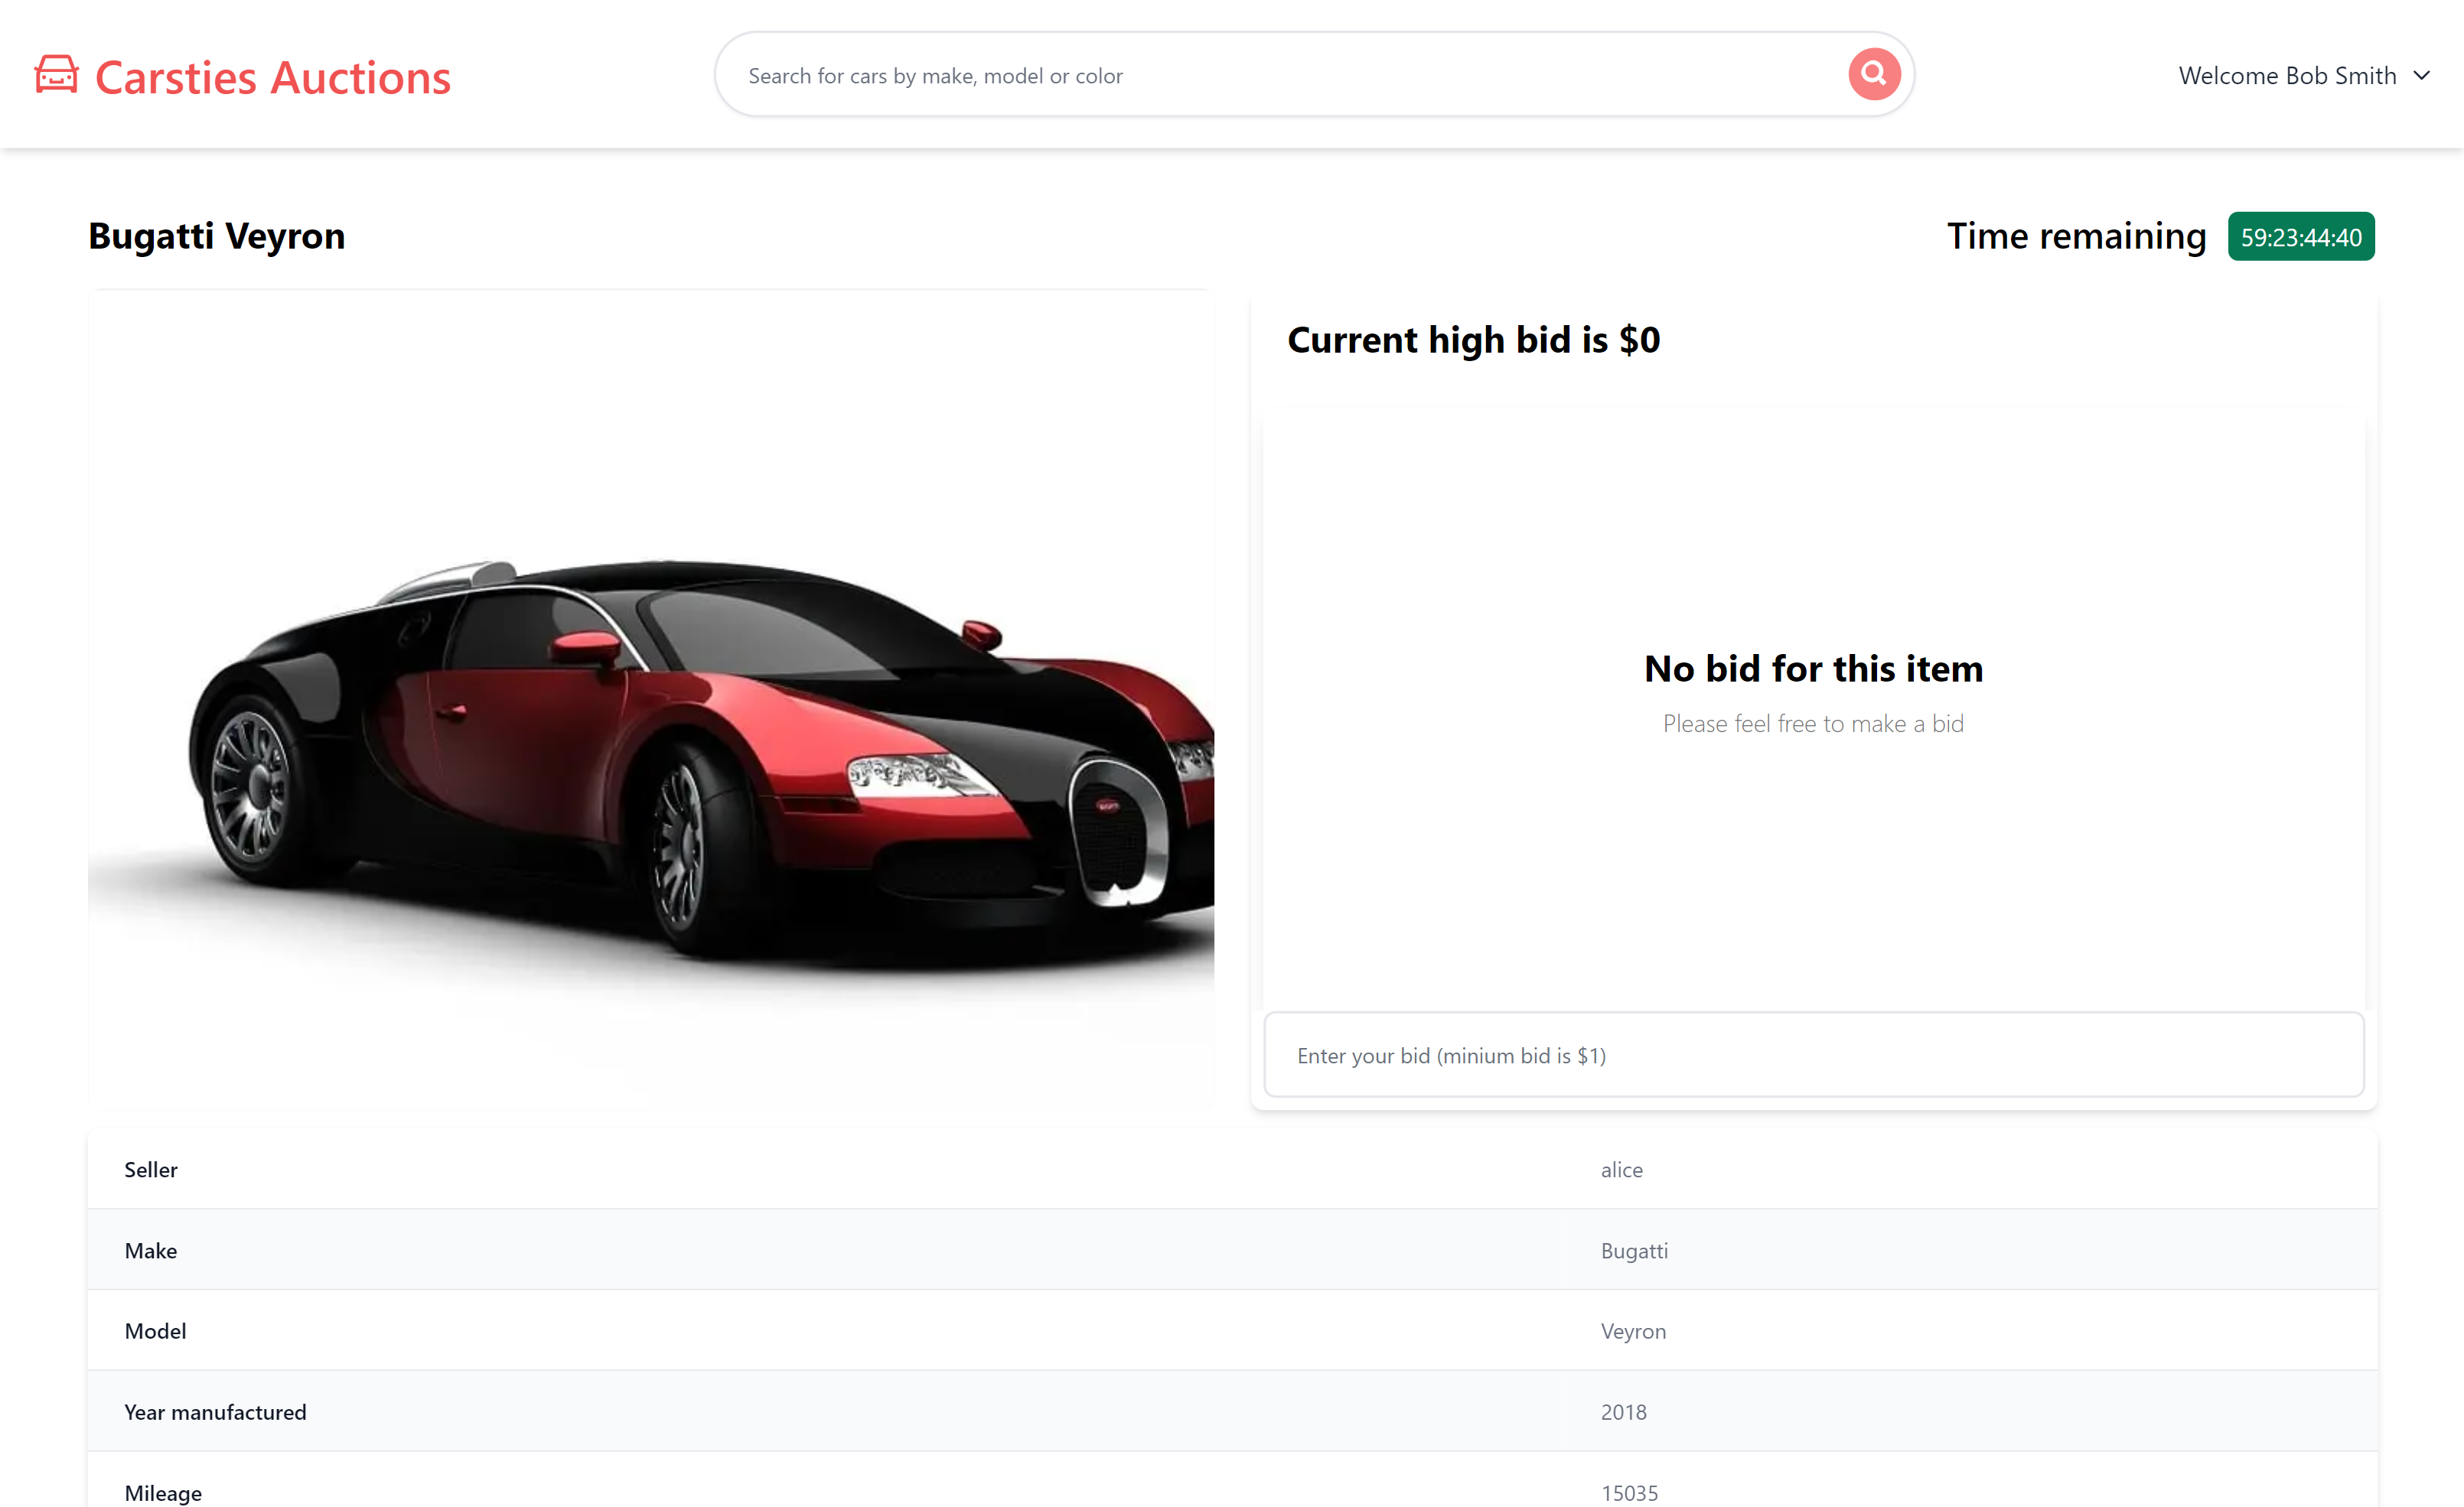 Carsties Auctions
Search for cars by make, model or color
Welcome Bob Smith
Bugatti Veyron
Time remaining 59:23:44:40
Current high bid is $0
No bid for this item
Please feel free to make a bid
Enter your bid (minium bid is $1)
Seller alice
Make Bugatti
Model Veyron
Year manufactured 2018
Mileage 15035